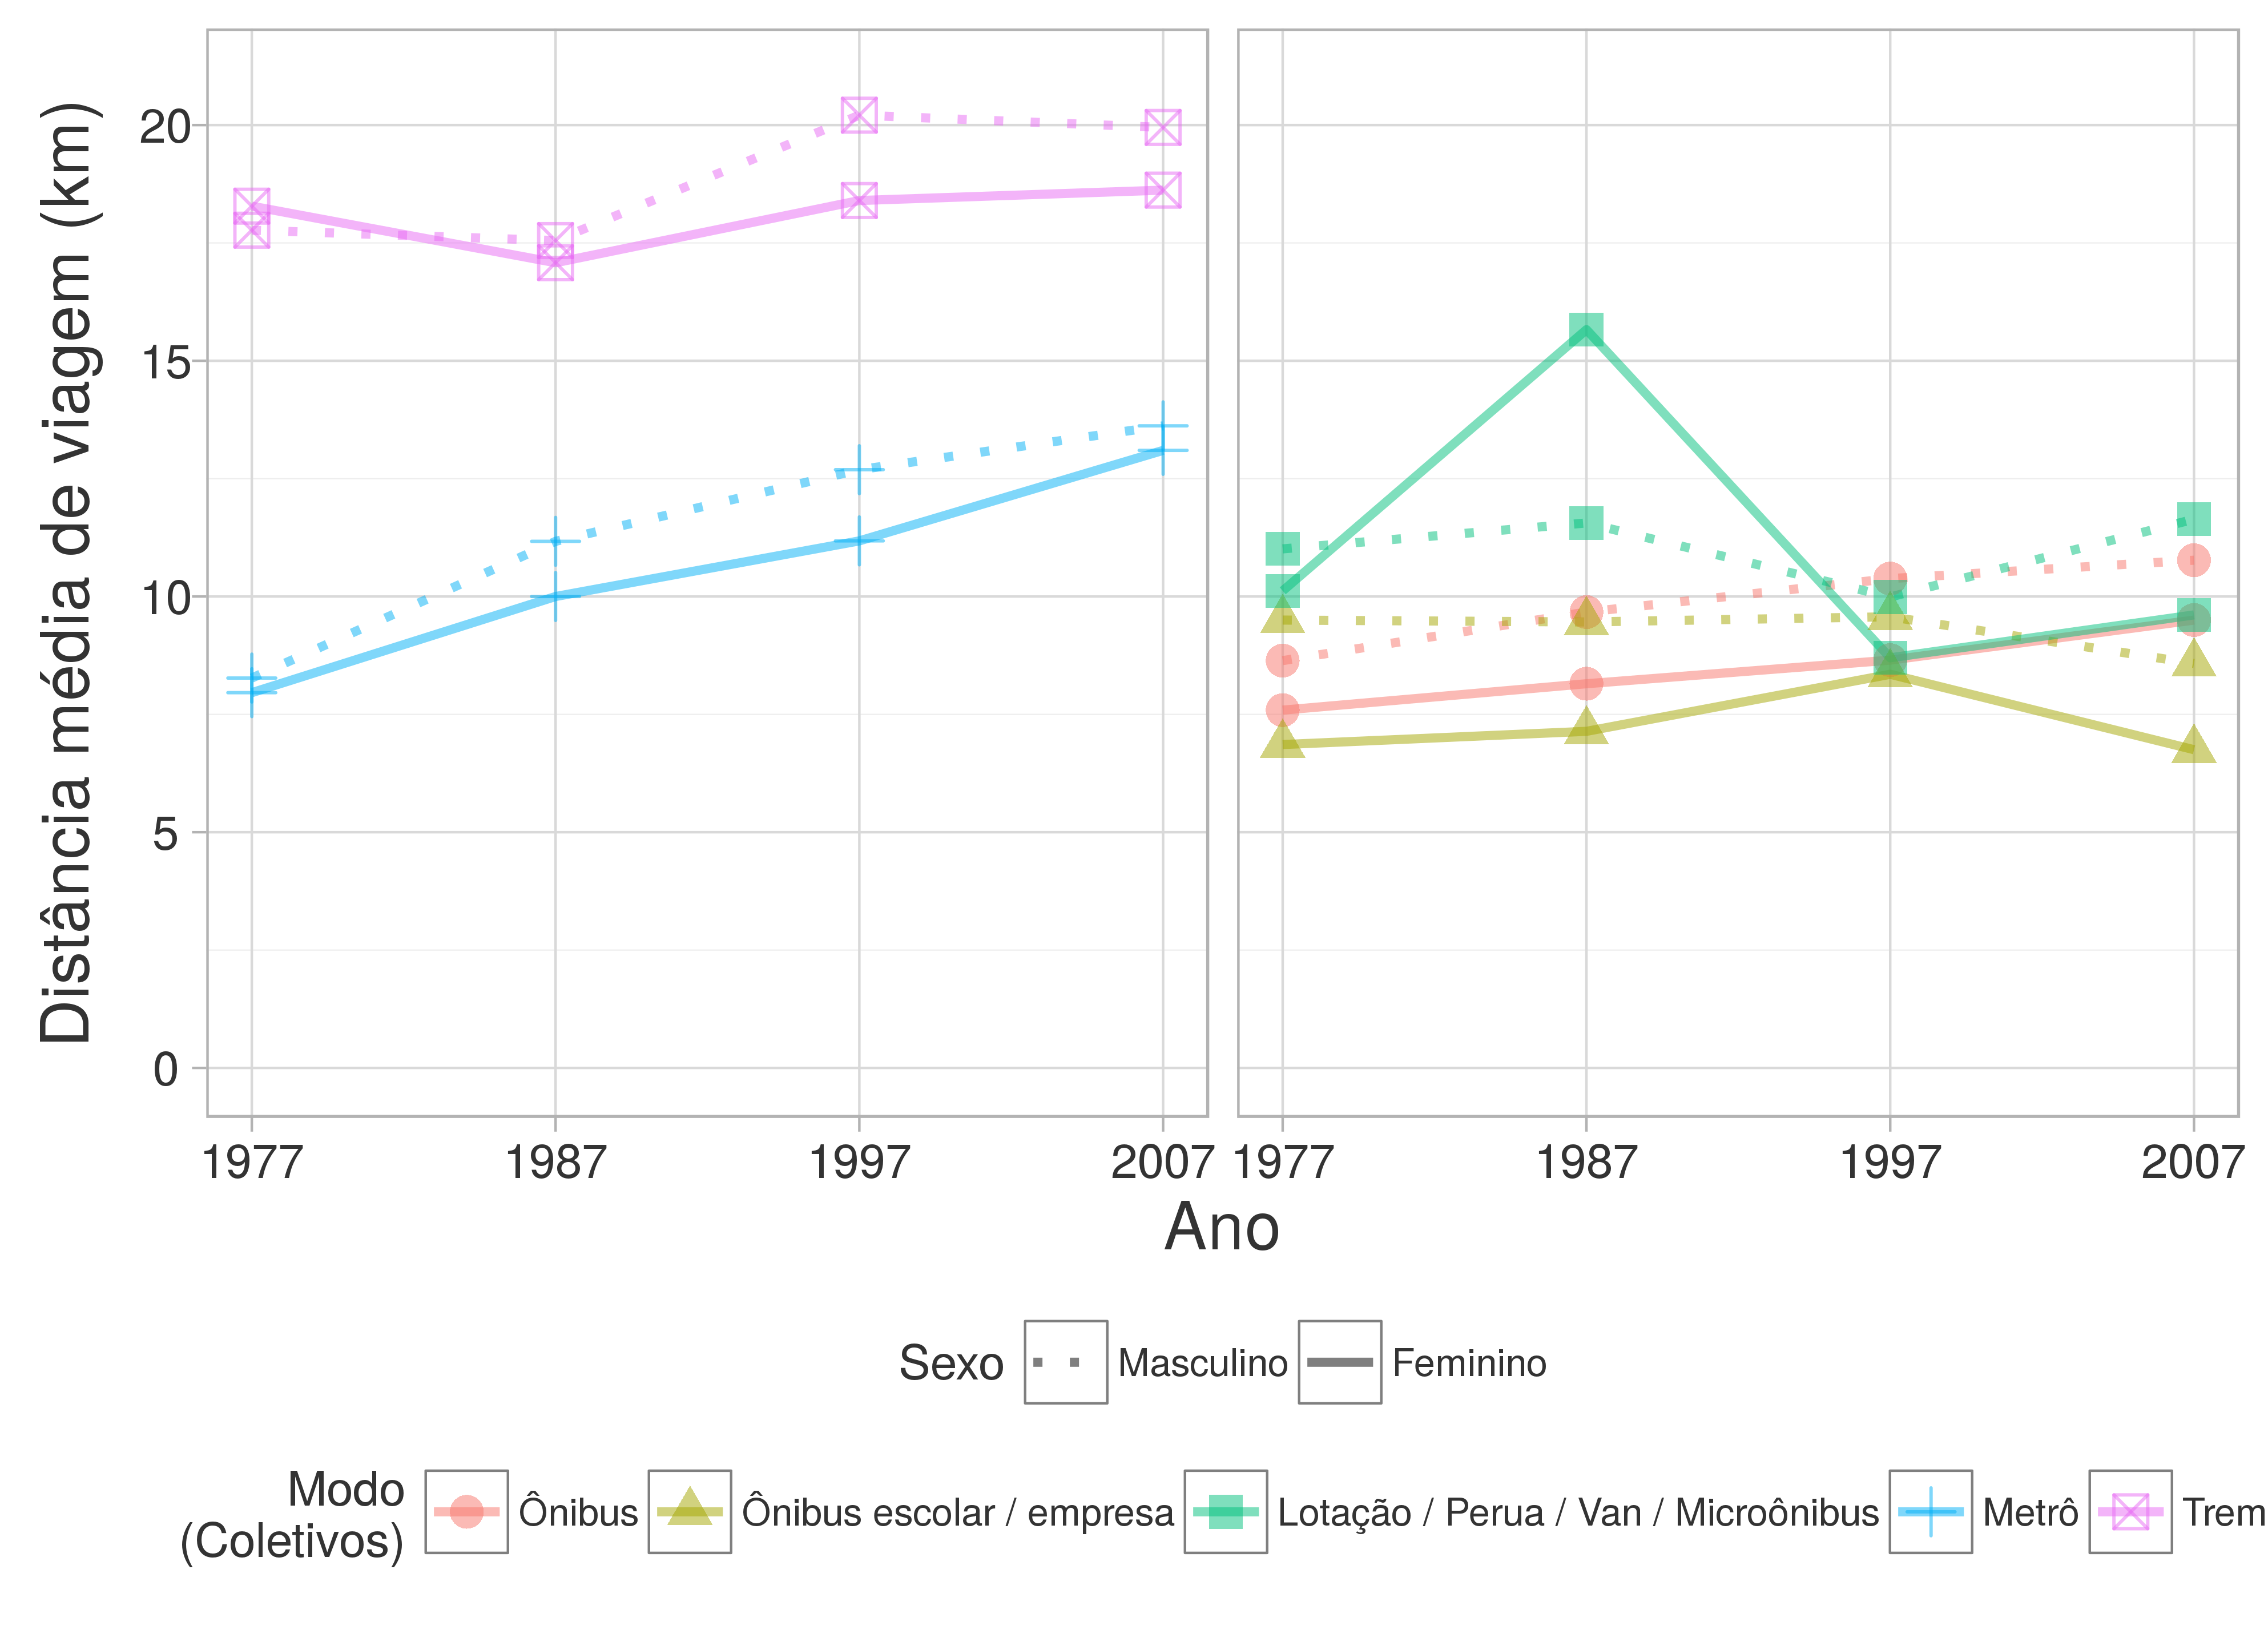 Distância média de viagem (km)
20
15
10
5
0
1977 1987 1997 2007 1977 1987 1997 2007
Ano
Sexo Masculino Feminino
Modo
(Coletivos) Ônibus Ônibus escolar / empresa Lotação / Perua / Van / Microônibus Metrô Trem